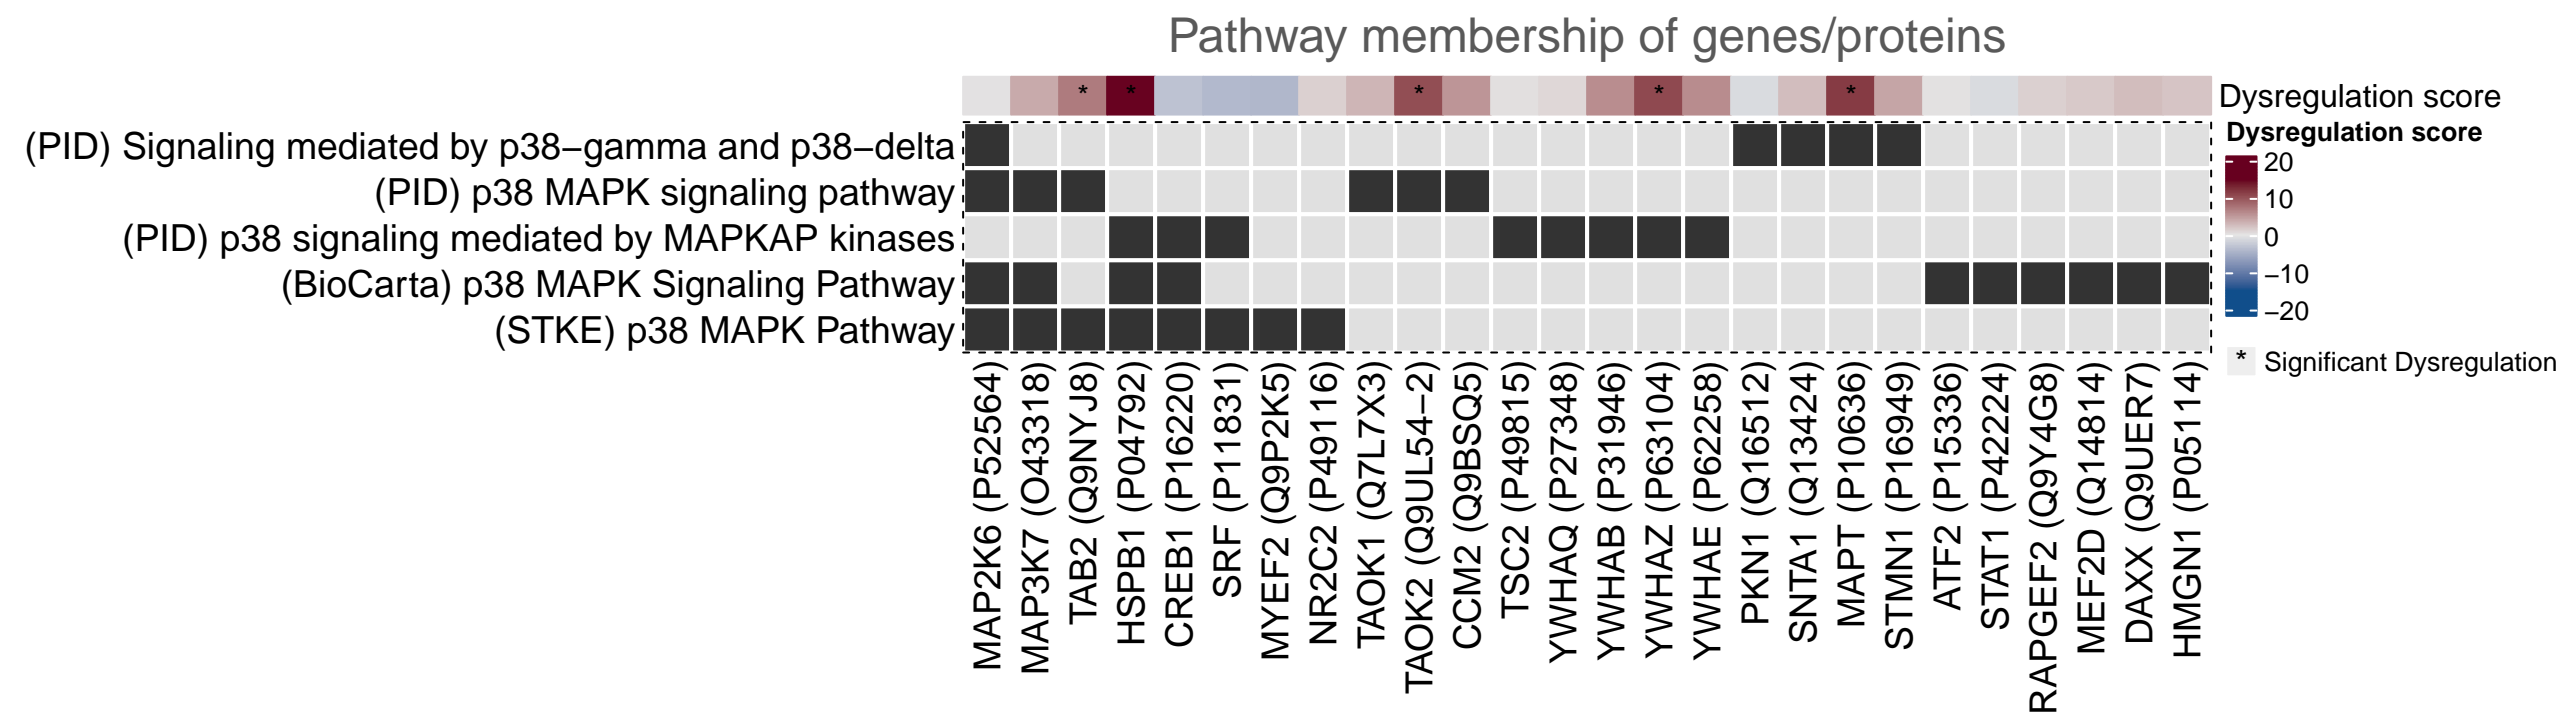 Pathway membership of genes/proteins
* * * * *
Dysregulation score
Dysregulation score
20
10
0
−10
−20
* Significant Dysregulation
(PID) Signaling mediated by p38−gamma and p38−delta
(PID) p38 MAPK signaling pathway
(PID) p38 signaling mediated by MAPKAP kinases
(BioCarta) p38 MAPK Signaling Pathway
(STKE) p38 MAPK Pathway
MAP2K6 (P52564)
MAP3K7 (O43318)
TAB2 (Q9NYJ8)
HSPB1 (P04792)
CREB1 (P16220)
SRF (P11831)
MYEF2 (Q9P2K5)
NR2C2 (P49116)
TAOK1 (Q7L7X3)
TAOK2 (Q9UL54−2)
CCM2 (Q9BSQ5)
TSC2 (P49815)
YWHAQ (P27348)
YWHAB (P31946)
YWHAZ (P63104)
YWHAE (P62258)
PKN1 (Q16512)
SNTA1 (Q13424)
MAPT (P10636)
STMN1 (P16949)
ATF2 (P15336)
STAT1 (P42224)
RAPGEF2 (Q9Y4G8)
MEF2D (Q14814)
DAXX (Q9UER7)
HMGN1 (P05114)